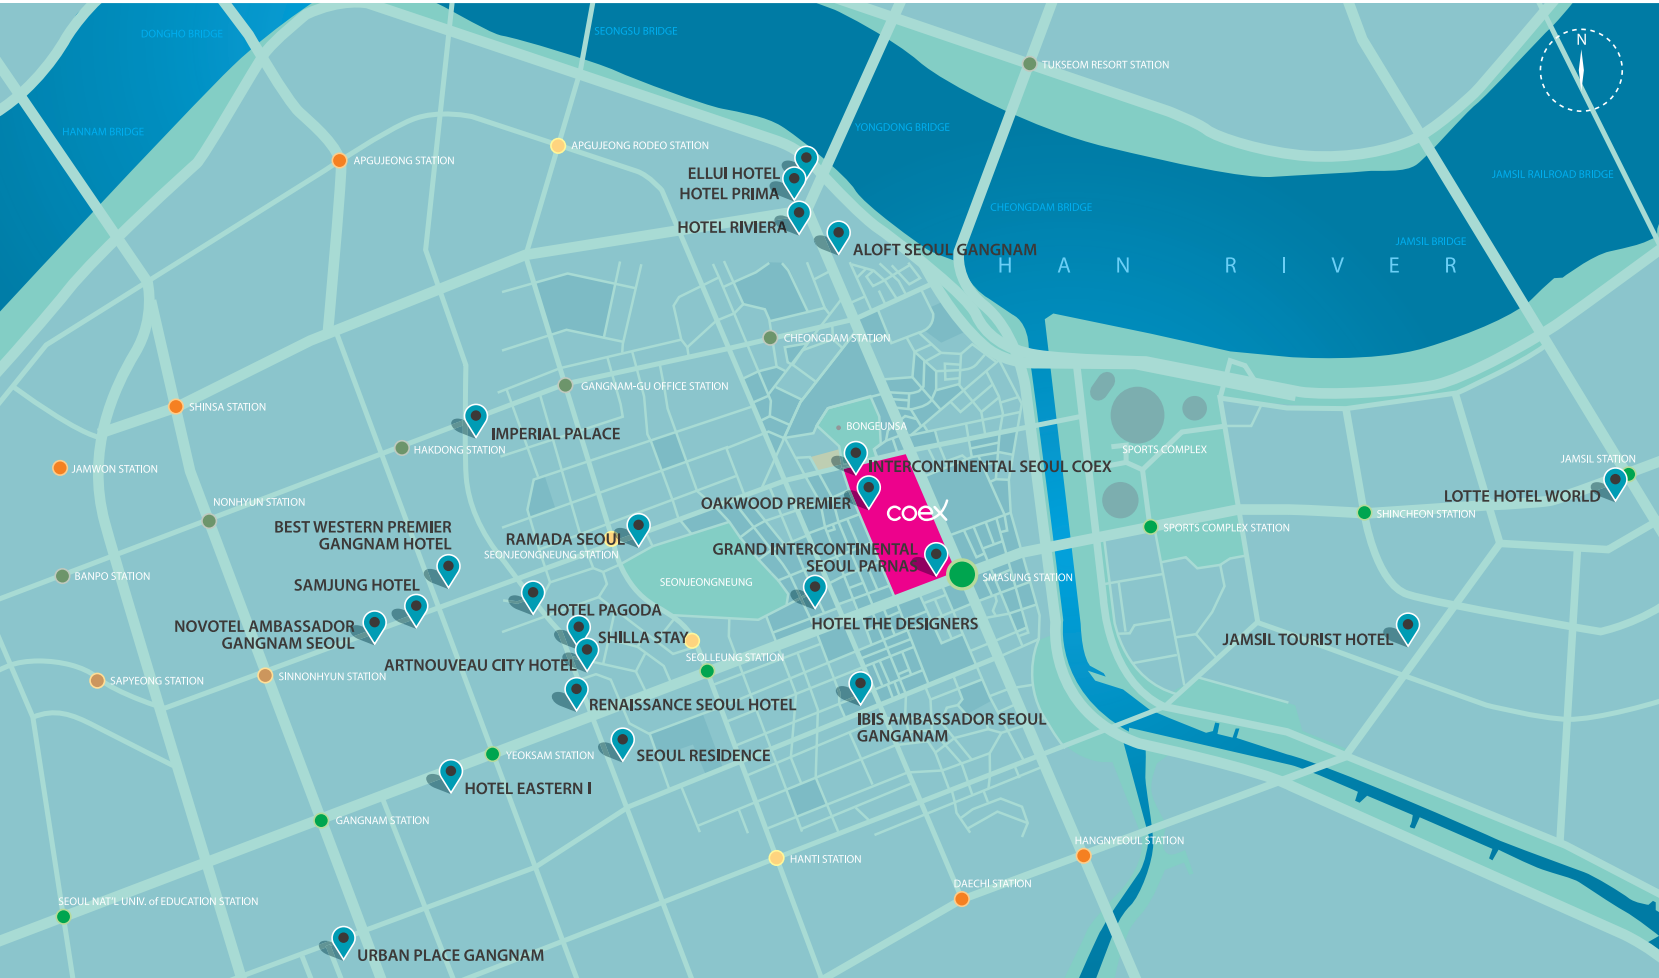 DONGHO BRIDGE
SEONGSU BRIDGE
N
TUKSEOM RESORT STATION
HANNAM BRIDGE
YONGDONG BRIDGE
APGUJEONG STATION
APGUJEONG RODEO STATION
ELLUI HOTEL
HOTEL PRIMA
JAMSIL RAILROAD BRIDGE
CHEONGDAM BRIDGE
HOTEL RIVIERA
ALOFT SEOUL GANGNAM
JAMSIL BRIDGE
HAN RIVER
CHEONGDAM STATION
GANGNAM-GU OFFICE STATION
SHINSA STATION
IMPERIAL PALACE
BONGEUNSA
HAKDONG STATION
SPORTS COMPLEX
JAMWON STATION
INTERCONTINENTAL SEOUL COEX
JAMSIL STATION
NONHYUN STATION
OAKWOOD PREMIER
LOTTE HOTEL WORLD
coex
SHINCHEON STATION
BEST WESTERN PREMIER
GANGNAM HOTEL
RAMADA SEOUL
SEONJEONGNEUNG STATION
SPORTS COMPLEX STATION
GRAND INTERCONTINENTAL
SEOUL PARNAS
BANPO STATION
SAMJUNG HOTEL
SEONJEONGNEUNG
SMASUNG STATION
HOTEL PAGODA
HOTEL THE DESIGNERS
NOVOTEL AMBASSADOR
GANGNAM SEOUL
SHILLA STAY
JAMSIL TOURIST HOTEL
ARTNOUVEAU CITY HOTEL
SEOLLEUNG STATION
SAPYEONG STATION
SINNONHYUN STATION
RENAISSANCE SEOUL HOTEL
IBIS AMBASSADOR SEOUL
GANGANAM
YEOKSAM STATION
SEOUL RESIDENCE
HOTEL EASTERN I
GANGNAM STATION
HANGNYEOUL STATION
HANTI STATION
DAECHI STATION
SEOUL NAT'L UNIV. of EDUCATION STATION
URBAN PLACE GANGNAM